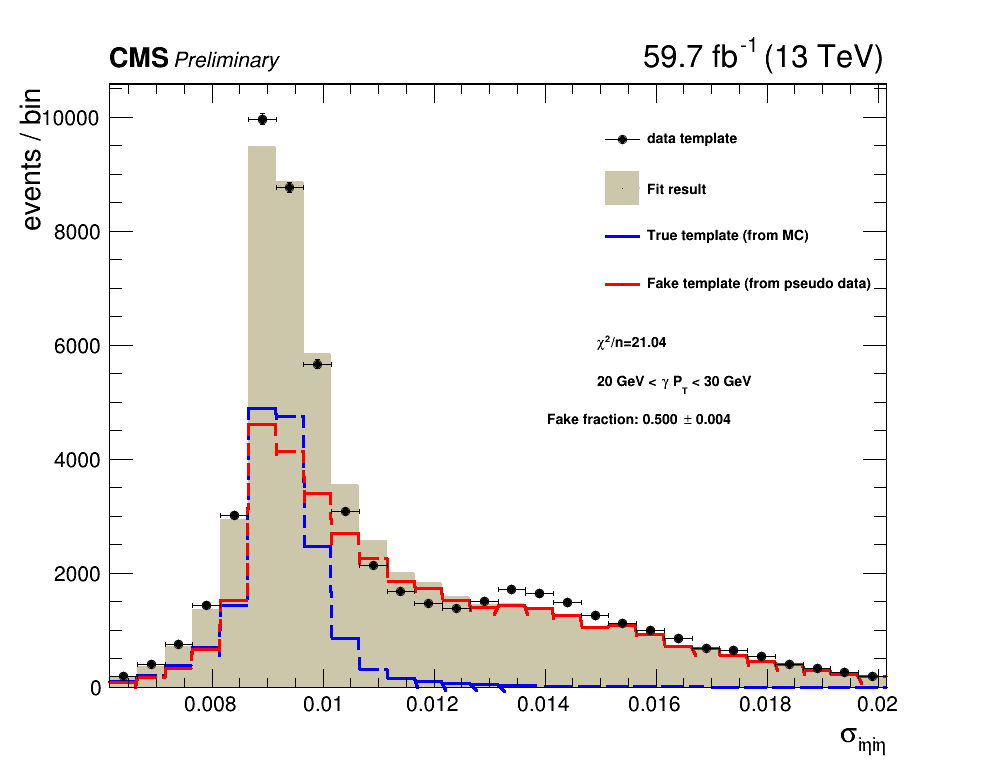 CMS Preliminary 59.7 fb⁻¹ (13 TeV)
events / bin
10000
8000
6000
4000
2000
0
data template
Fit result
True template (from MC)
Fake template (from pseudo data)
χ²/n=21.04
20 GeV < γ P_T < 30 GeV
Fake fraction: 0.500 ± 0.004
0.008 0.01 0.012 0.014 0.016 0.018 0.02
σ_iηiη